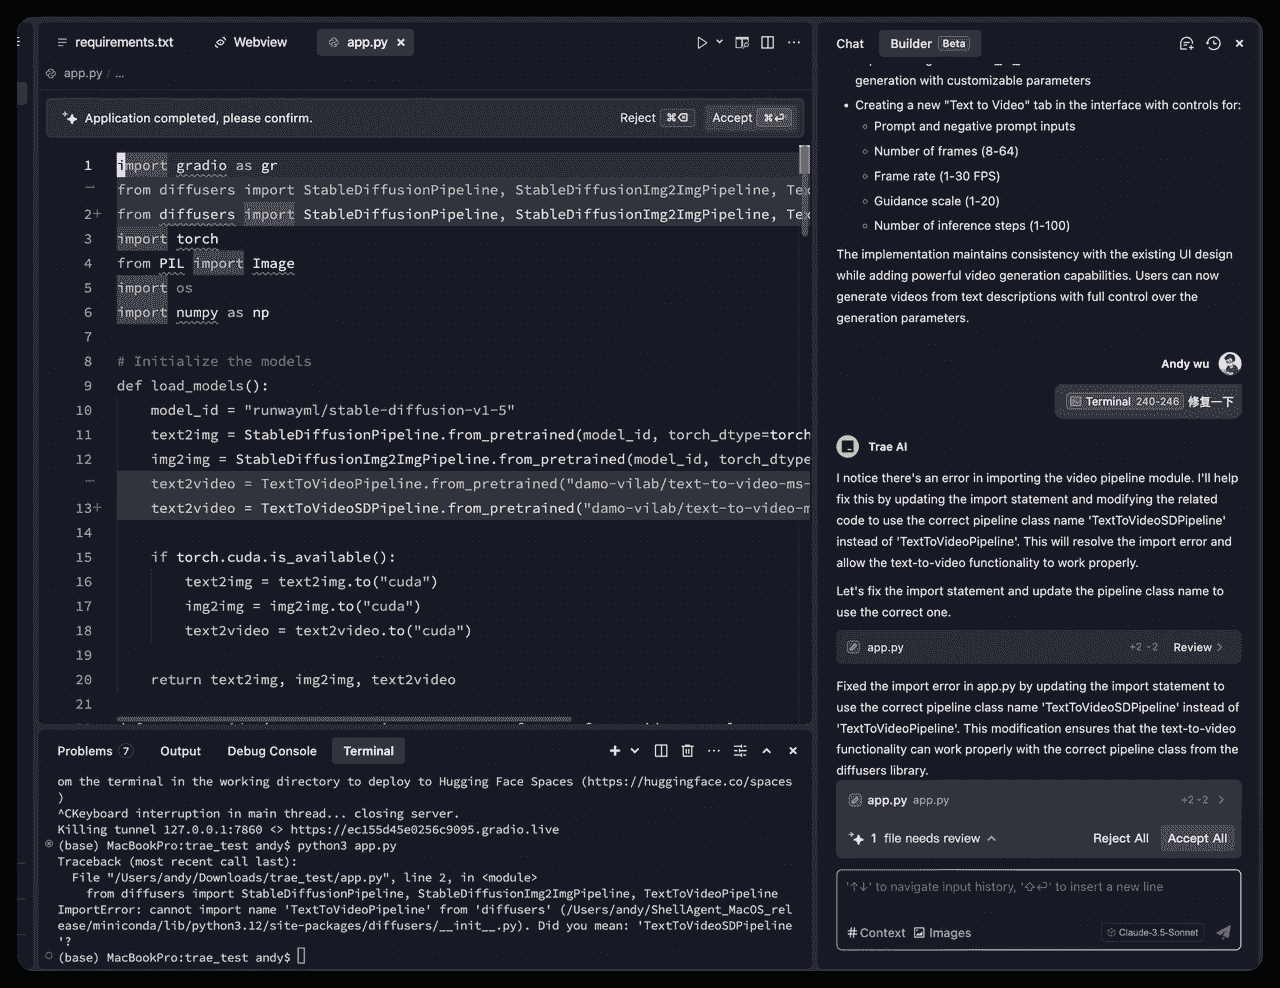 requirements.txt
Webview
app.py
app.py / ...
Application completed, please confirm.
Reject
Accept
1 import gradio as gr
from diffusers import StableDiffusionPipeline, StableDiffusionImg2ImgPipeline,
2+ from diffusers import StableDiffusionPipeline, StableDiffusionImg2ImgPipeline,
3 import torch
4 from PIL import Image
5 import os
6 import numpy as np
7
8 # Initialize the models
9 def load_models():
10 model_id = "runwayml/stable-diffusion-v1-5"
11 text2img = StableDiffusionPipeline.from_pretrained(model_id, torch_dtype=torch
12 img2img = StableDiffusionImg2ImgPipeline.from_pretrained(model_id, torch_dtype
text2video = TextToVideoPipeline.from_pretrained("damo-vilab/text-to-video-ms-
13+ text2video = TextToVideoSDPipeline.from_pretrained("damo-vilab/text-to-video-m
14
15 if torch.cuda.is_available():
16 text2img = text2img.to("cuda")
17 img2img = img2img.to("cuda")
18 text2video = text2video.to("cuda")
19
20 return text2img, img2img, text2video
21
Problems 7
Output
Debug Console
Terminal
om the terminal in the working directory to deploy to Hugging Face Spaces (https://huggingface.co/spaces
)
^CKeyboard interruption in main thread... closing server.
Killing tunnel 127.0.0.1:7860 <> https://ec155d45e0256c9095.gradio.live
(base) MacBookPro:trae_test andy$ python3 app.py
Traceback (most recent call last):
File "/Users/andy/Downloads/trae_test/app.py", line 2, in <module>
from diffusers import StableDiffusionPipeline, StableDiffusionImg2ImgPipeline, TextToVideoPipeline
ImportError: cannot import name 'TextToVideoPipeline' from 'diffusers' (/Users/andy/ShellAgent_MacOS_rel
ease/miniconda/lib/python3.12/site-packages/diffusers/__init__.py). Did you mean: 'TextToVideoSDPipeline
'?
(base) MacBookPro:trae_test andy$
Chat
Builder Beta
generation with customizable parameters
• Creating a new "Text to Video" tab in the interface with controls for:
Prompt and negative prompt inputs
Number of frames (8-64)
Frame rate (1-30 FPS)
Guidance scale (1-20)
Number of inference steps (1-100)
The implementation maintains consistency with the existing UI design
while adding powerful video generation capabilities. Users can now
generate videos from text descriptions with full control over the
generation parameters.
Andy wu
Terminal 240-246 修复一下
Trae AI
I notice there's an error in importing the video pipeline module. I'll help
fix this by updating the import statement and modifying the related
code to use the correct pipeline class name 'TextToVideoSDPipeline'
instead of 'TextToVideoPipeline'. This will resolve the import error and
allow the text-to-video functionality to work properly.
Let's fix the import statement and update the pipeline class name to
use the correct one.
app.py +2 -2 Review
Fixed the import error in app.py by updating the import statement to
use the correct pipeline class name 'TextToVideoSDPipeline' instead of
'TextToVideoPipeline'. This modification ensures that the text-to-video
functionality can work properly with the correct pipeline class from the
diffusers library.
app.py app.py +2 -2
1 file needs review
Reject All
Accept All
'↑↓' to navigate input history, '⇧↩' to insert a new line
# Context
Images
Claude-3.5-Sonnet